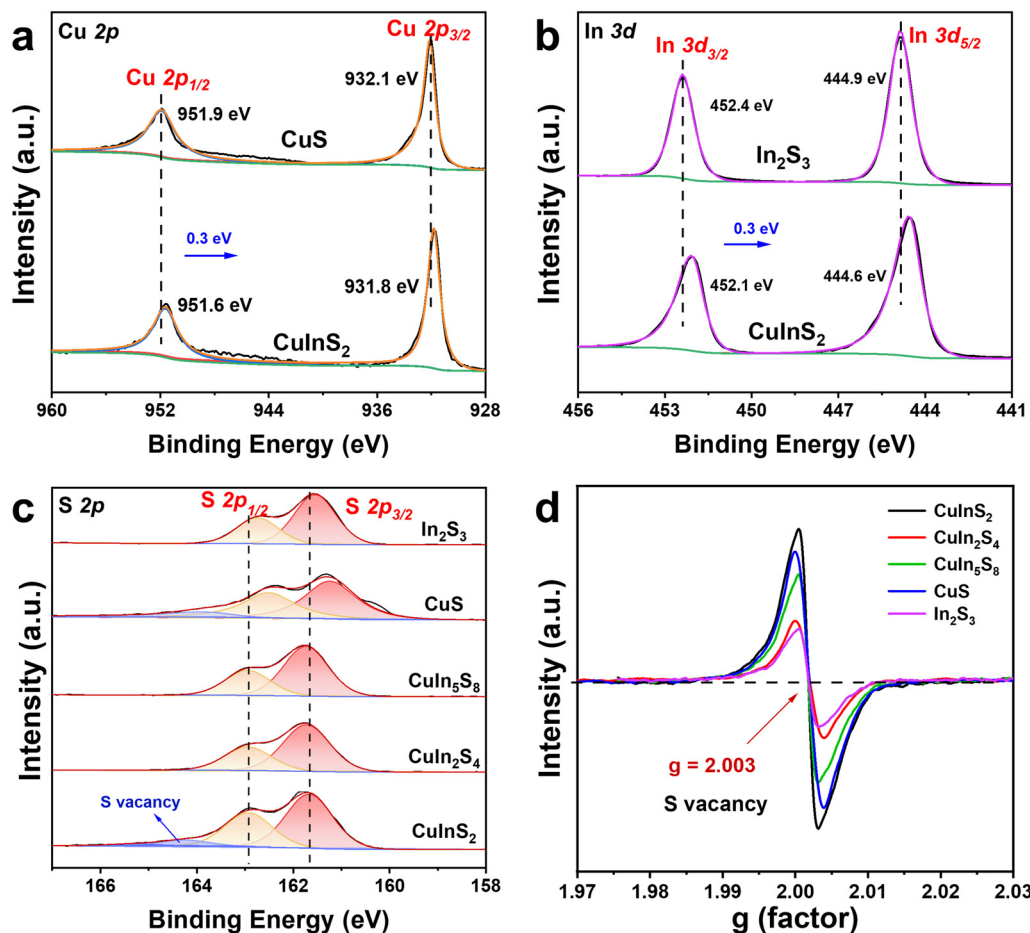 a
Cu 2p
Cu 2p3/2
Cu 2p1/2
932.1 eV
951.9 eV
CuS
0.3 eV
951.6 eV
931.8 eV
CuInS2
Intensity (a.u.)
960 952 944 936 928
Binding Energy (eV)
b
In 3d
In 3d3/2
In 3d5/2
444.9 eV
452.4 eV
In2S3
0.3 eV
444.6 eV
452.1 eV
CuInS2
Intensity (a.u.)
456 453 450 447 444 441
Binding Energy (eV)
c
S 2p
S 2p1/2
S 2p3/2
In2S3
CuS
CuIn5S8
CuIn2S4
S vacancy
CuInS2
Intensity (a.u.)
166 164 162 160 158
Binding Energy (eV)
d
CuInS2
CuIn2S4
CuIn5S8
CuS
In2S3
g = 2.003
S vacancy
Intensity (a.u.)
1.97 1.98 1.99 2.00 2.01 2.02 2.03
g (factor)